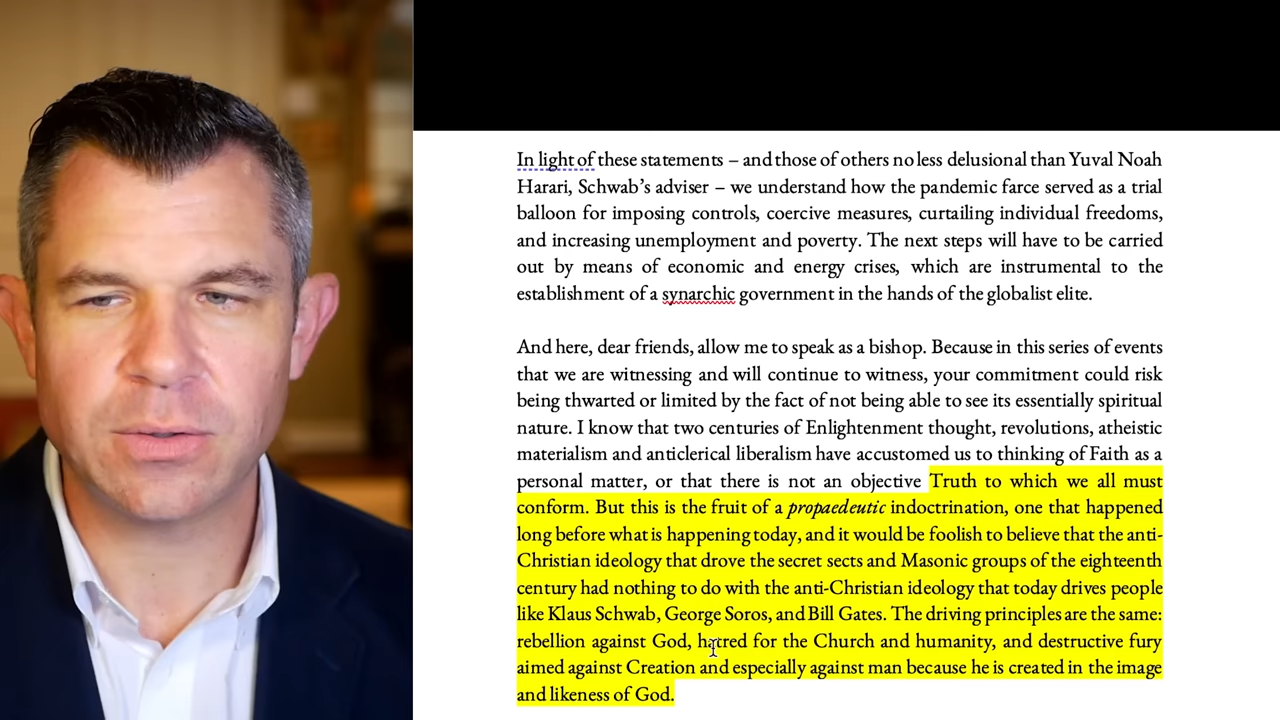 In light of these statements – and those of others no less delusional than Yuval Noah
Harari, Schwab’s adviser – we understand how the pandemic farce served as a trial
balloon for imposing controls, coercive measures, curtailing individual freedoms,
and increasing unemployment and poverty. The next steps will have to be carried
out by means of economic and energy crises, which are instrumental to the
establishment of a synarchic government in the hands of the globalist elite.
And here, dear friends, allow me to speak as a bishop. Because in this series of events
that we are witnessing and will continue to witness, your commitment could risk
being thwarted or limited by the fact of not being able to see its essentially spiritual
nature. I know that two centuries of Enlightenment thought, revolutions, atheistic
materialism and anticlerical liberalism have accustomed us to thinking of Faith as a
personal matter, or that there is not an objective Truth to which we all must
conform. But this is the fruit of a propaedeutic indoctrination, one that happened
long before what is happening today, and it would be foolish to believe that the anti-
Christian ideology that drove the secret sects and Masonic groups of the eighteenth
century had nothing to do with the anti-Christian ideology that today drives people
like Klaus Schwab, George Soros, and Bill Gates. The driving principles are the same:
rebellion against God, hatred for the Church and humanity, and destructive fury
aimed against Creation and especially against man because he is created in the image
and likeness of God.